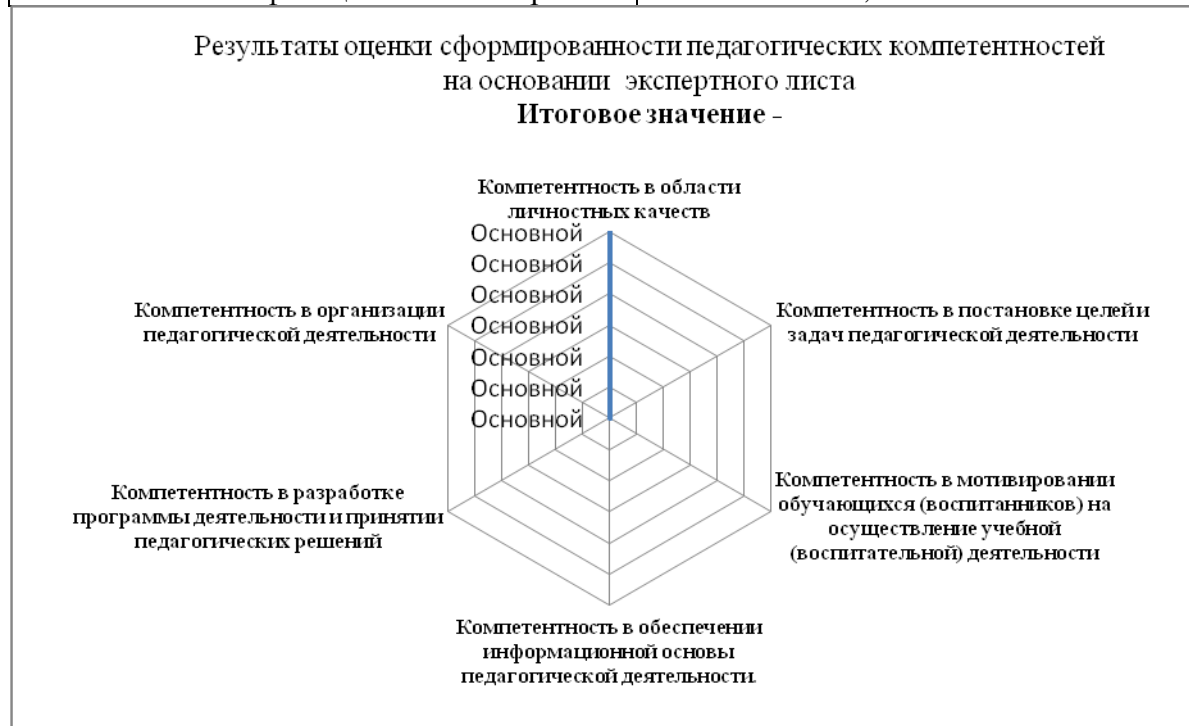 Результаты оценки сформированности педагогических компетентностей
на основании экспертного листа
Итоговое значение -
Компетентность в области
личностных качеств
Основной
Основной
Основной
Основной
Основной
Основной
Основной
Компетентность в постановке целей и
задач педагогической деятельности
Компетентность в мотивировании
обучающихся (воспитанников) на
осуществление учебной
(воспитательной) деятельности
Компетентность в обеспечении
информационной основы
педагогической деятельности.
Компетентность в разработке
программы деятельности и принятии
педагогических решений
Компетентность в организации
педагогической деятельности